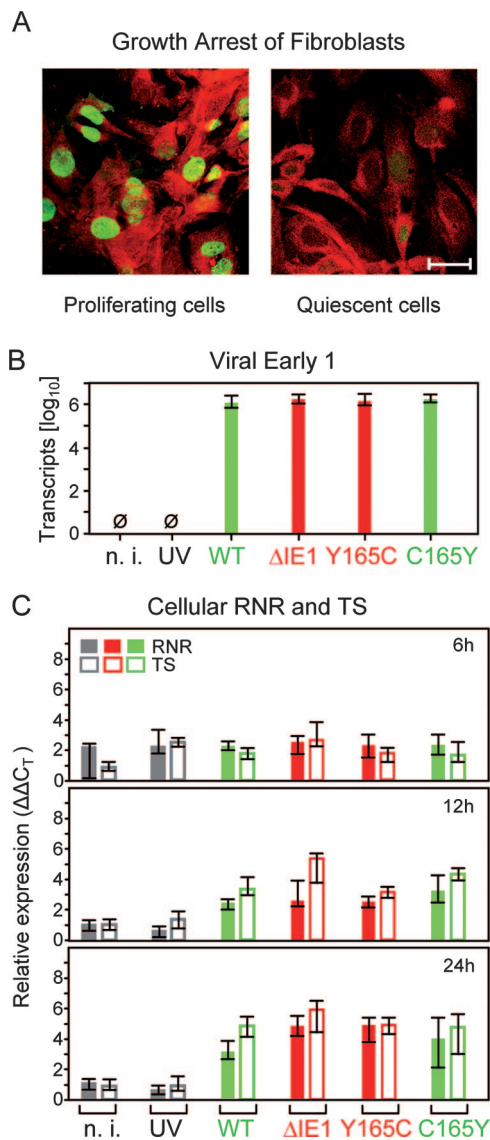 A
Growth Arrest of Fibroblasts
Proliferating cells Quiescent cells
B
Viral Early 1
Transcripts [log10]
6
4
2
0
Ø Ø
n. i. UV WT ΔIE1 Y165C C165Y
C
Cellular RNR and TS
Relative expression (ΔΔCT)
RNR
TS
6h
8
6
4
2
0
12h
8
6
4
2
0
24h
8
6
4
2
0
n. i. UV WT ΔIE1 Y165C C165Y